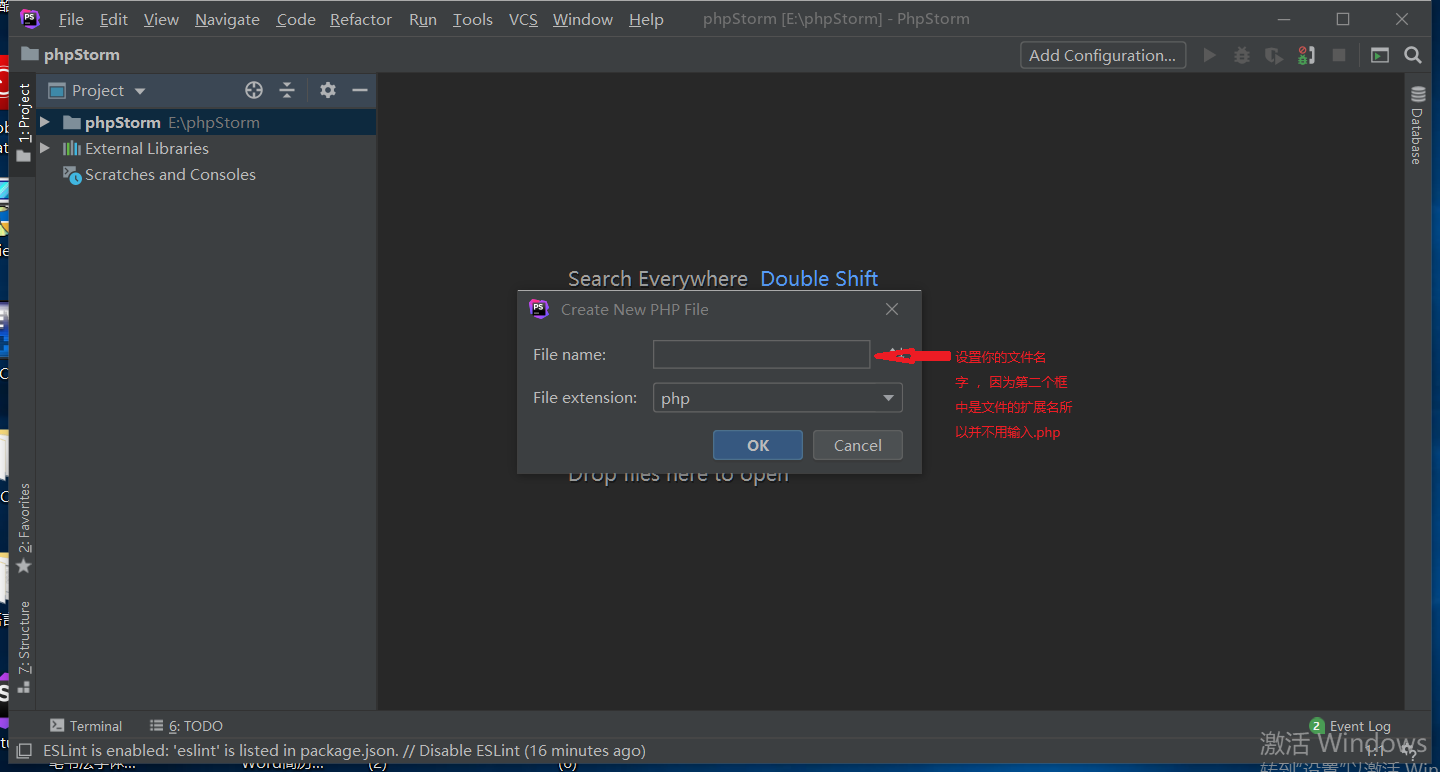 File Edit View Navigate Code Refactor Run Tools VCS Window Help phpStorm [E:\phpStorm] - PhpStorm
phpStorm
Add Configuration...
1: Project
Project
phpStorm E:\phpStorm
External Libraries
Scratches and Consoles
Database
Search Everywhere Double Shift
Create New PHP File
File name:
File extension: php
OK Cancel
设置你的文件名
字 ， 因为第二个框
中是文件的扩展名所
以并不用输入.php
Drop files here to open
2: Favorites
Z: Structure
Terminal 6: TODO
2 Event Log
ESLint is enabled: 'eslint' is listed in package.json. // Disable ESLint (16 minutes ago)
1:1
激活 Windows